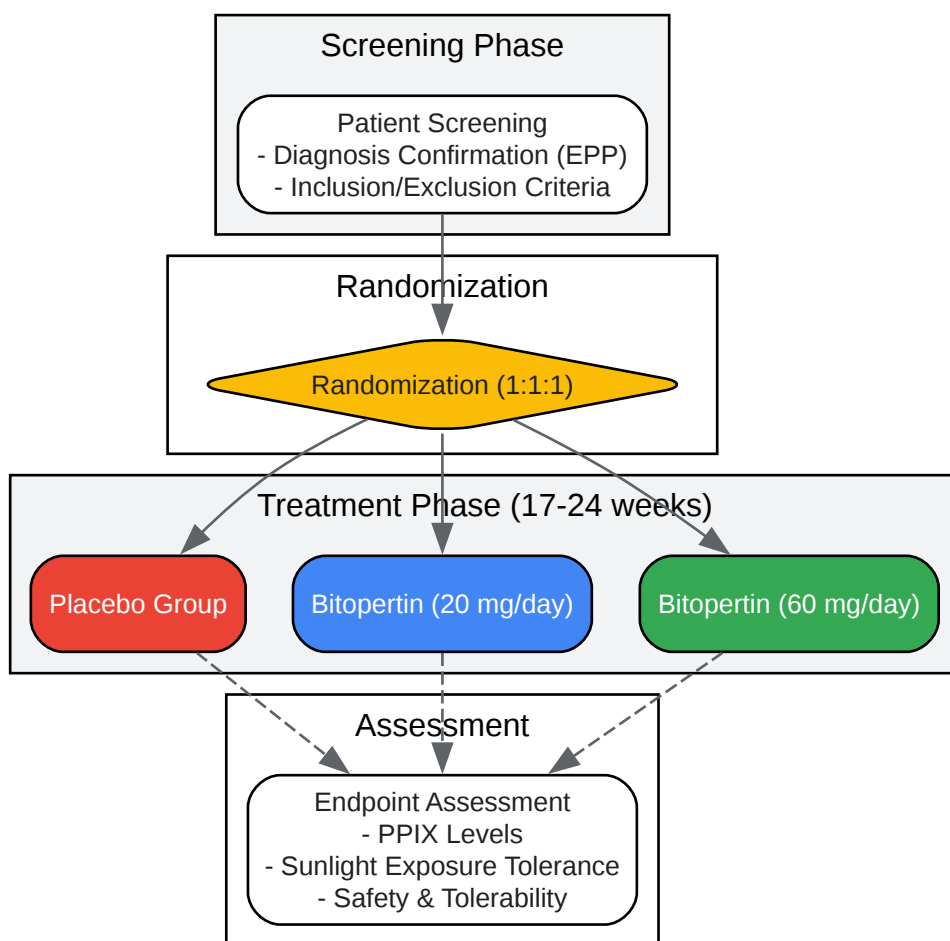 Screening Phase
Patient Screening
- Diagnosis Confirmation (EPP)
- Inclusion/Exclusion Criteria
Randomization
Randomization (1:1:1)
Treatment Phase (17-24 weeks)
Placebo Group
Bitopertin (20 mg/day)
Bitopertin (60 mg/day)
Assessment
Endpoint Assessment
- PPIX Levels
- Sunlight Exposure Tolerance
- Safety & Tolerability